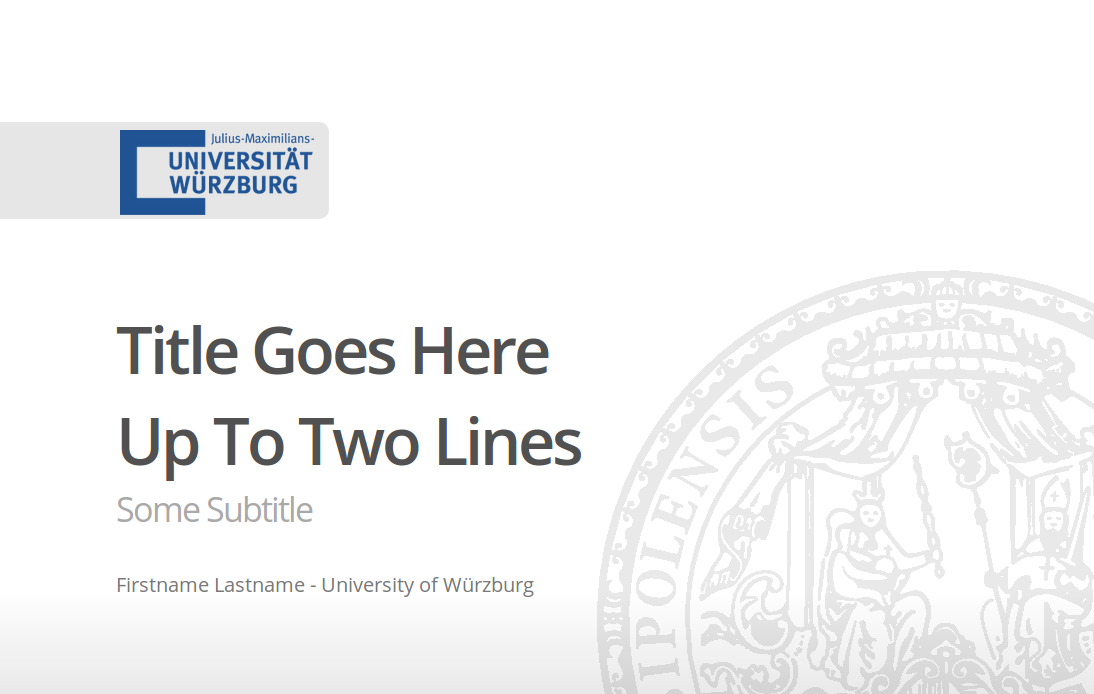 Julius-Maximilians-
UNIVERSITÄT
WÜRZBURG
Title Goes Here
Up To Two Lines
Some Subtitle
Firstname Lastname - University of Würzburg
IPOLENSIS